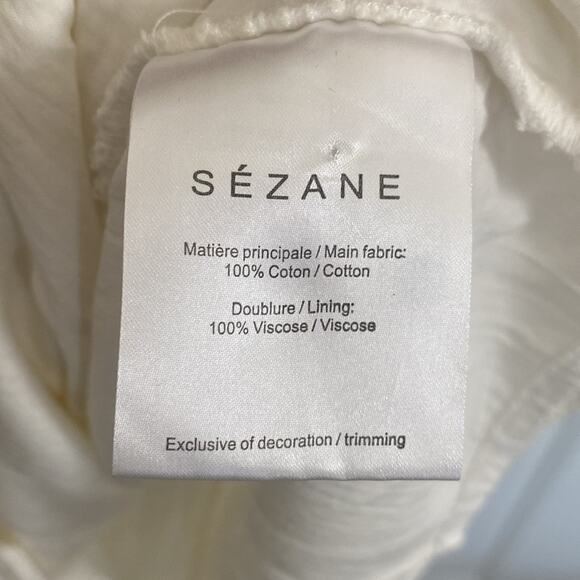 SÉZANE
Matière principale / Main fabric:
100% Coton / Cotton
Doublure / Lining:
100% Viscose / Viscose
Exclusive of decoration / trimming